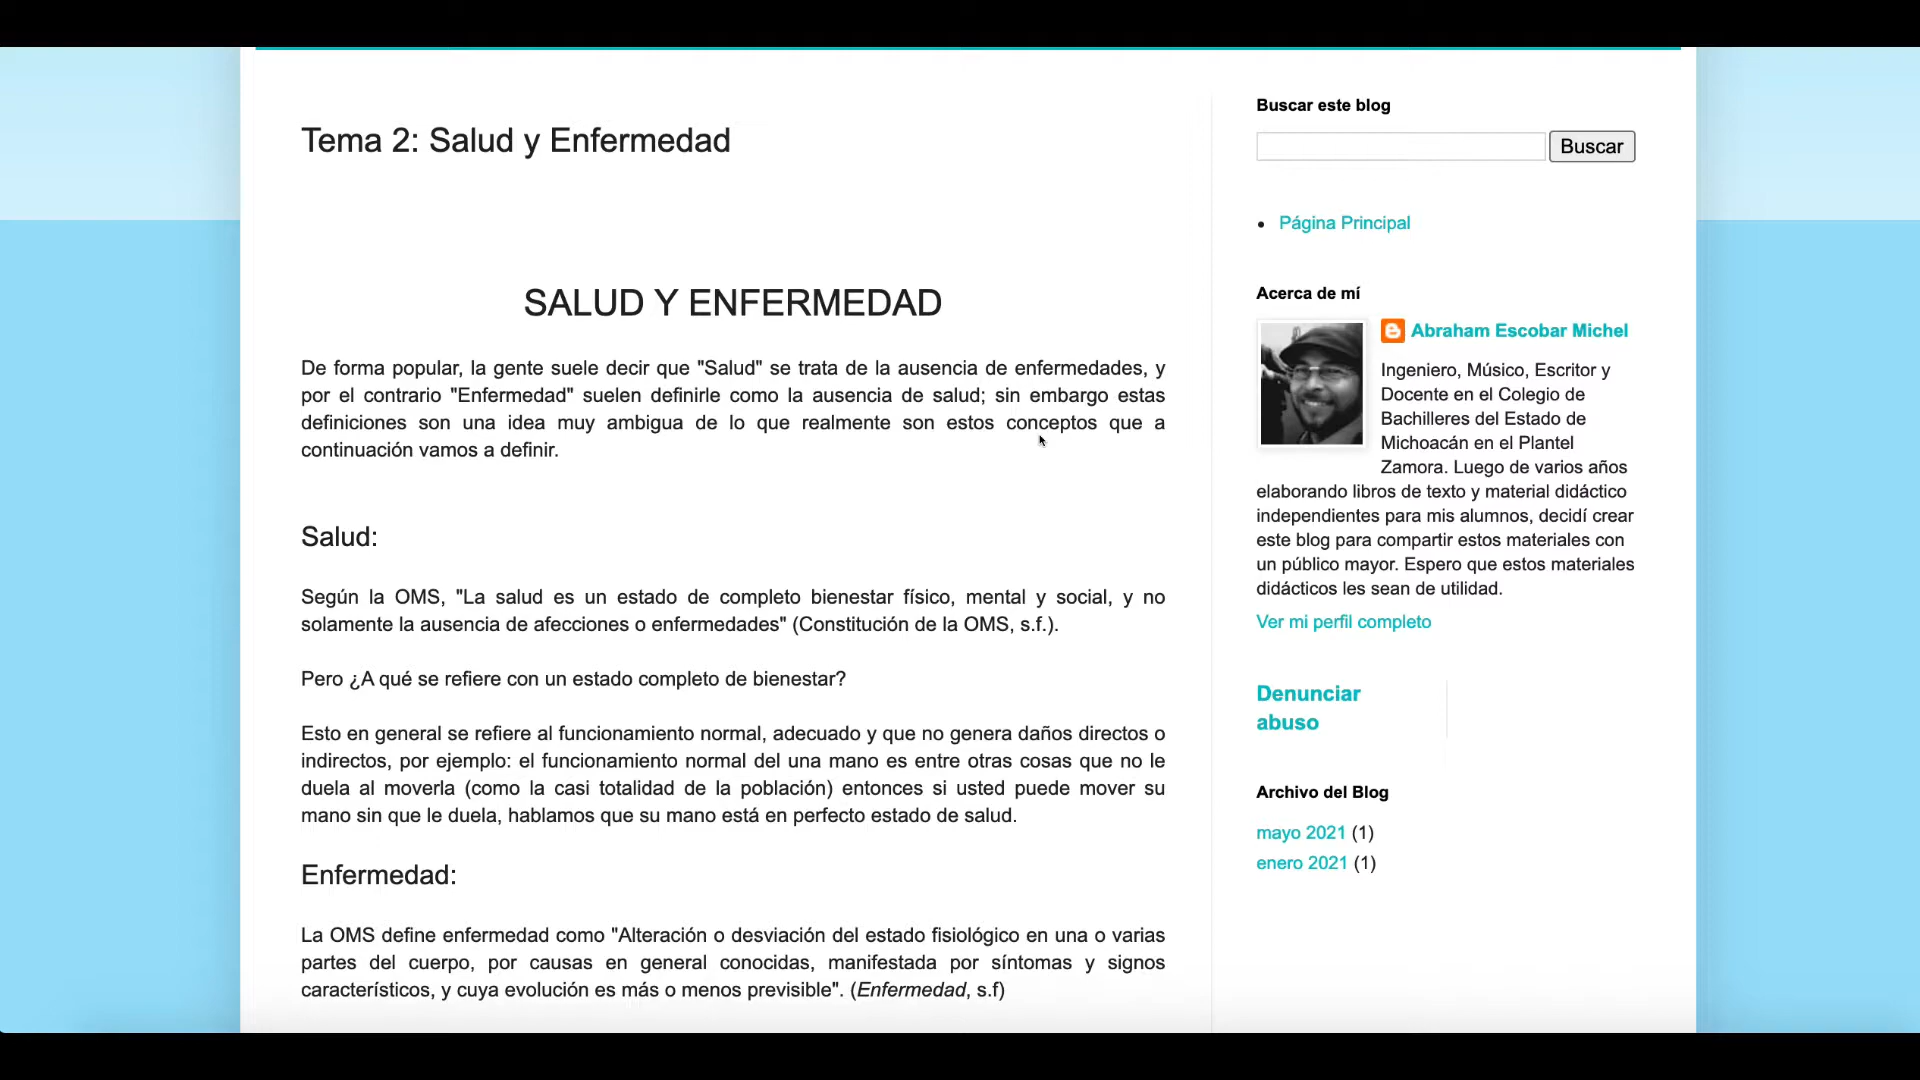 Tema 2: Salud y Enfermedad
SALUD Y ENFERMEDAD
De forma popular, la gente suele decir que "Salud" se trata de la ausencia de enfermedades, y
por el contrario "Enfermedad" suelen definirle como la ausencia de salud; sin embargo estas
definiciones son una idea muy ambigua de lo que realmente son estos conceptos que a
continuación vamos a definir.
Salud:
Según la OMS, "La salud es un estado de completo bienestar físico, mental y social, y no
solamente la ausencia de afecciones o enfermedades" (Constitución de la OMS, s.f.).
Pero ¿A qué se refiere con un estado completo de bienestar?
Esto en general se refiere al funcionamiento normal, adecuado y que no genera daños directos o
indirectos, por ejemplo: el funcionamiento normal del una mano es entre otras cosas que no le
duela al moverla (como la casi totalidad de la población) entonces si usted puede mover su
mano sin que le duela, hablamos que su mano está en perfecto estado de salud.
Enfermedad:
La OMS define enfermedad como "Alteración o desviación del estado fisiológico en una o varias
partes del cuerpo, por causas en general conocidas, manifestada por síntomas y signos
característicos, y cuya evolución es más o menos previsible". (Enfermedad, s.f)
Buscar este blog
Buscar
Página Principal
Acerca de mí
Abraham Escobar Michel
Ingeniero, Músico, Escritor y
Docente en el Colegio de
Bachilleres del Estado de
Michoacán en el Plantel
Zamora. Luego de varios años
elaborando libros de texto y material didáctico
independientes para mis alumnos, decidí crear
este blog para compartir estos materiales con
un público mayor. Espero que estos materiales
didácticos les sean de utilidad.
Ver mi perfil completo
Denunciar
abuso
Archivo del Blog
mayo 2021 (1)
enero 2021 (1)